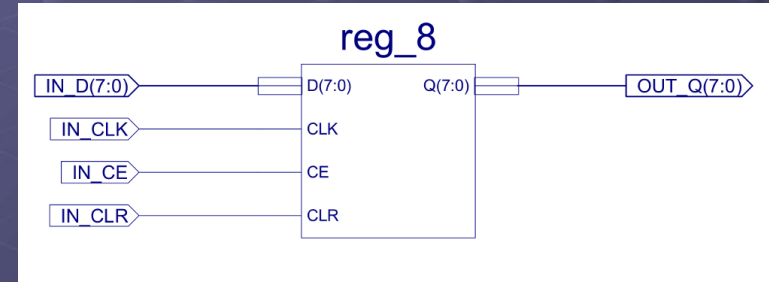 reg_8
IN_D(7:0) D(7:0) Q(7:0) OUT_Q(7:0)
IN_CLK CLK
IN_CE CE
IN_CLR CLR